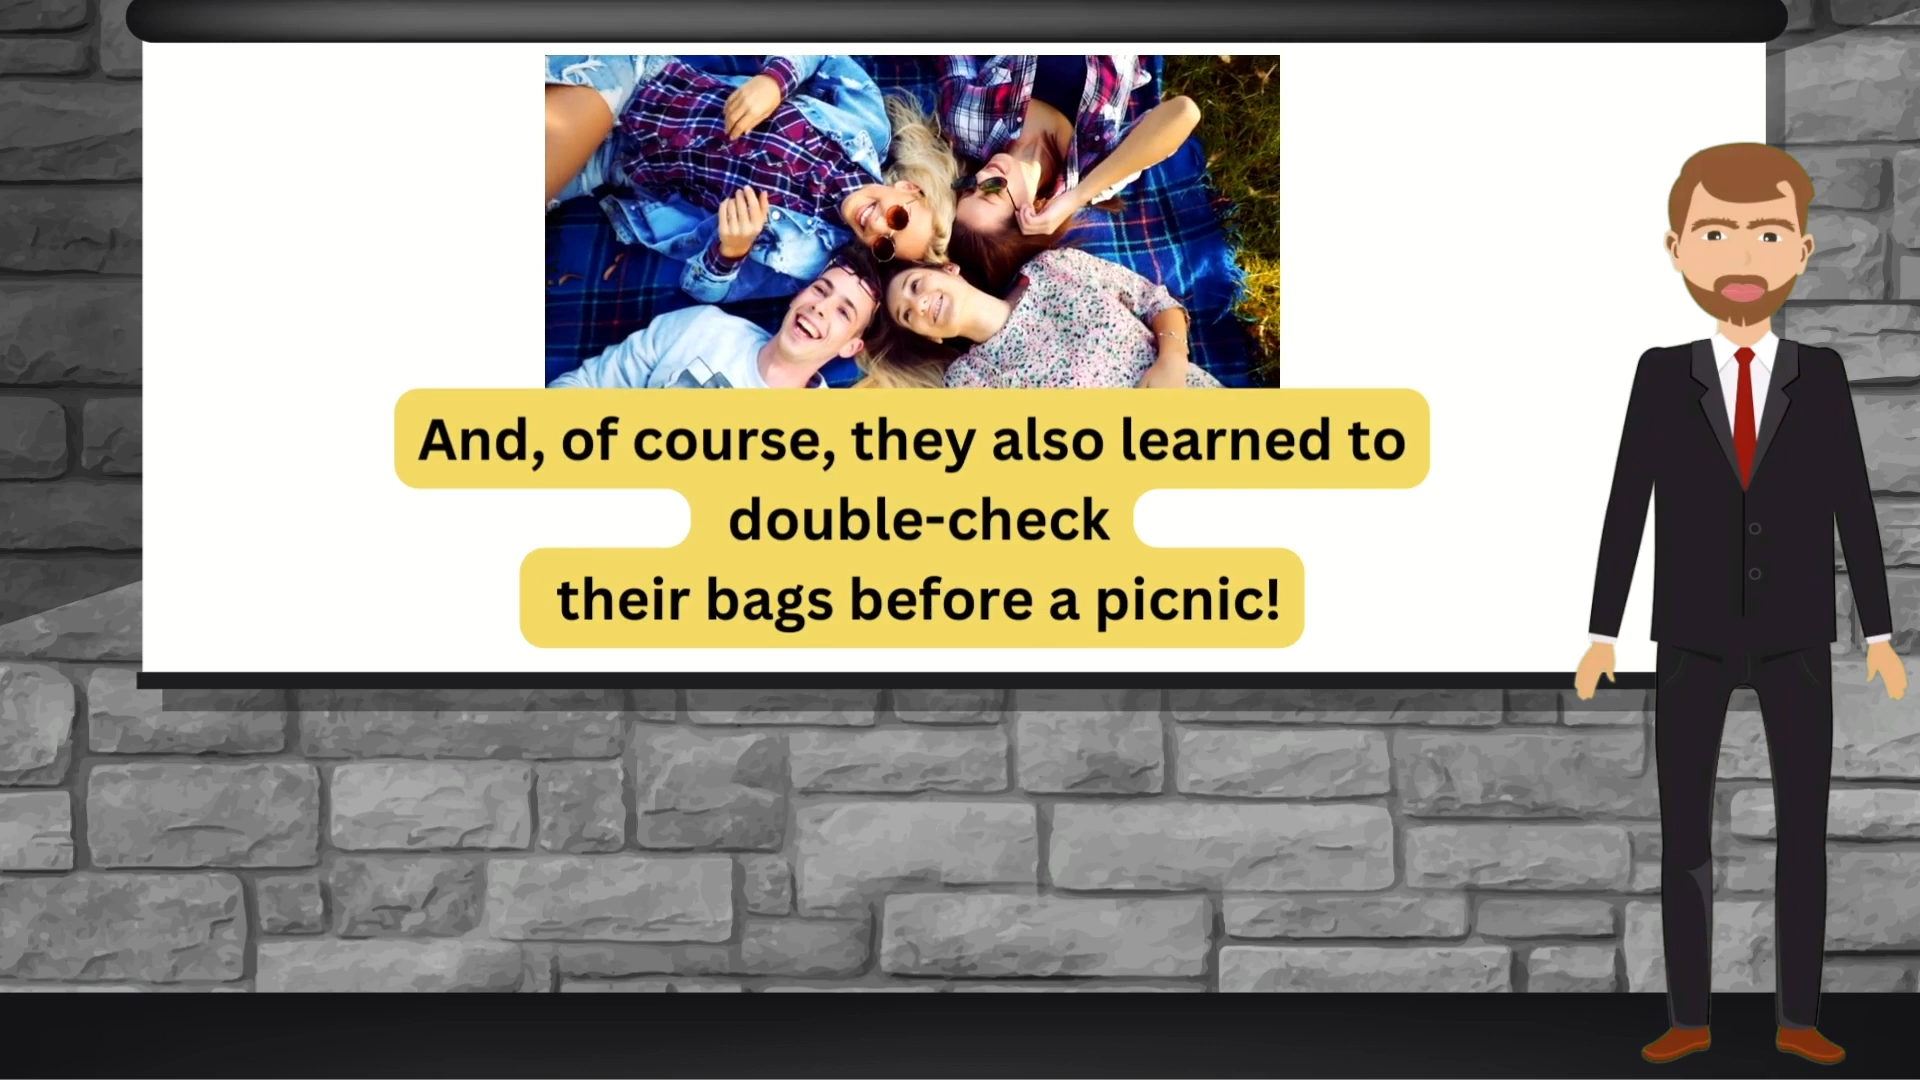 And, of course, they also learned to
double-check
their bags before a picnic!